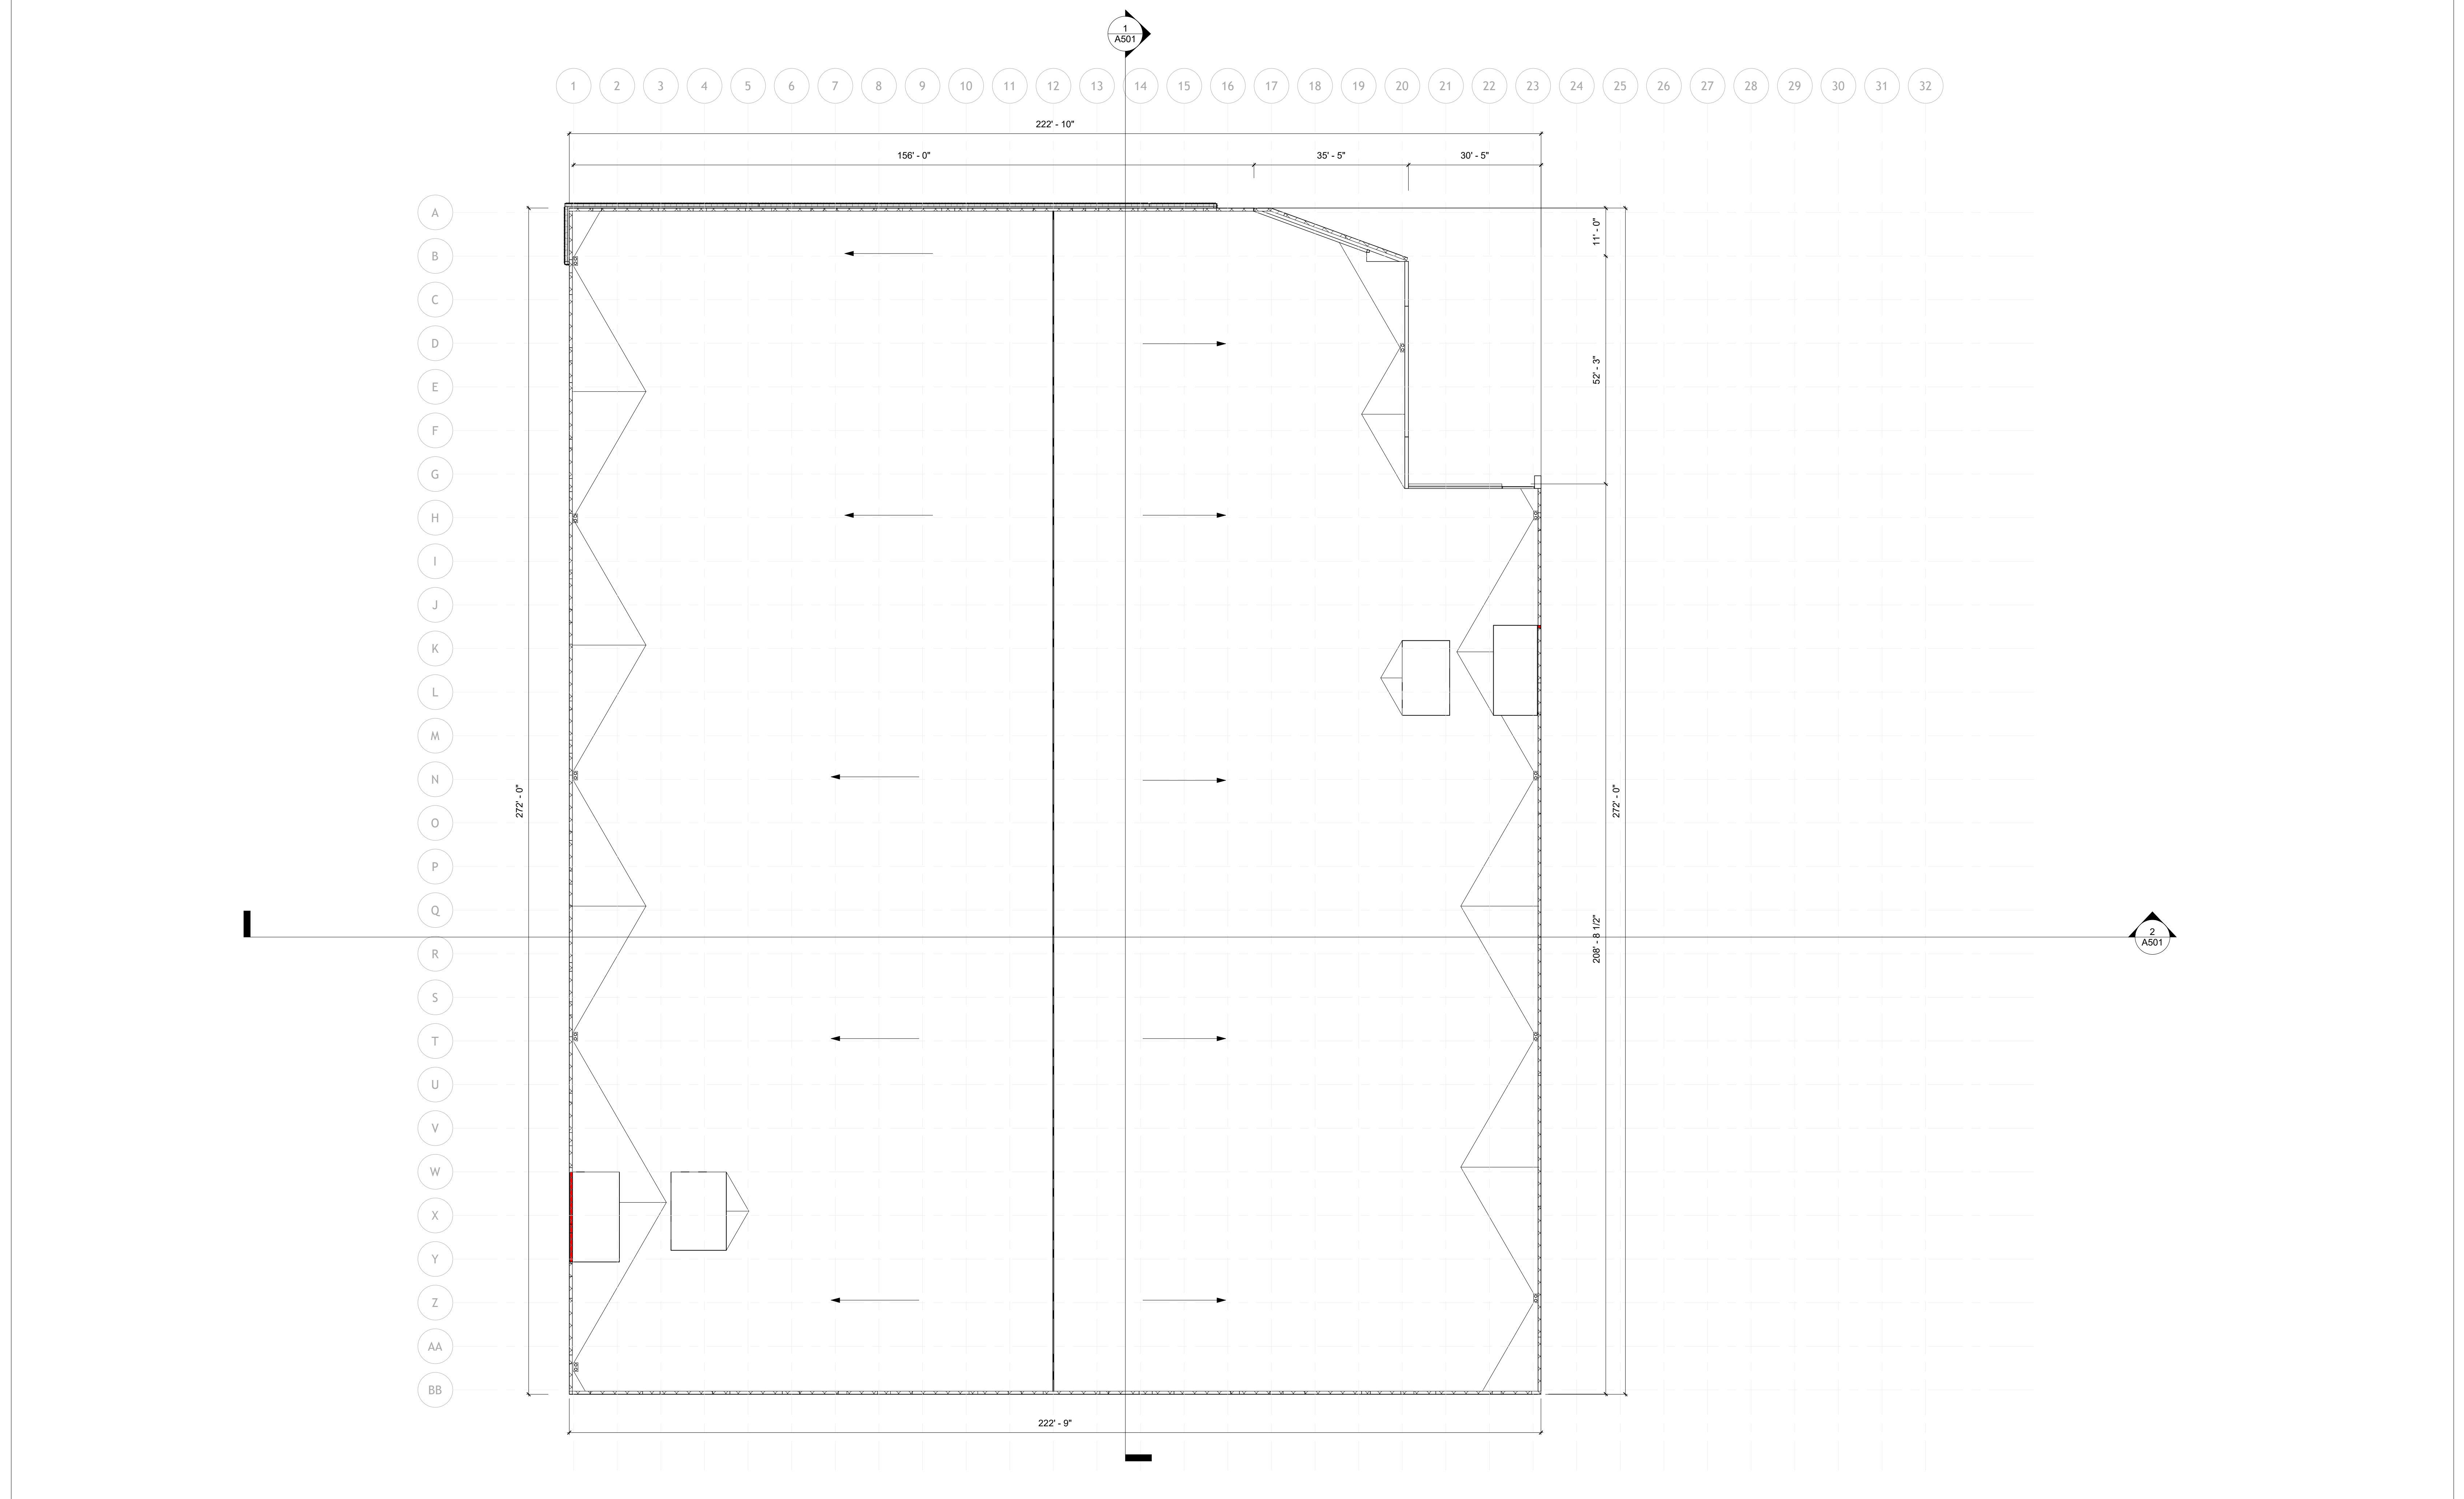 1
A501
1 2 3 4 5 6 7 8 9 10 11 12 13 14 15 16 17 18 19 20 21 22 23 24 25 26 27 28 29 30 31 32
222' - 10"
156' - 0" 35' - 5" 30' - 5"
A
B
C
D
E
F
G
H
I
J
K
L
M
N
O
P
Q
R
S
T
U
V
W
X
Y
Z
AA
BB
272' - 0"
11' - 0"
52' - 3"
208' - 8 1/2"
272' - 0"
2
A501
222' - 9"